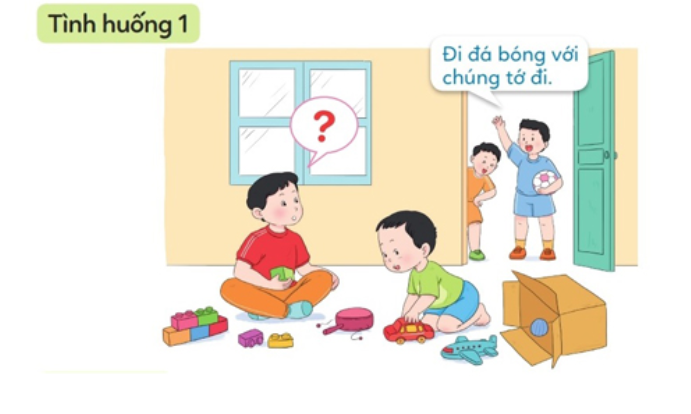 Tình huống 1
Đi đá bóng với
chúng tớ đi.
?